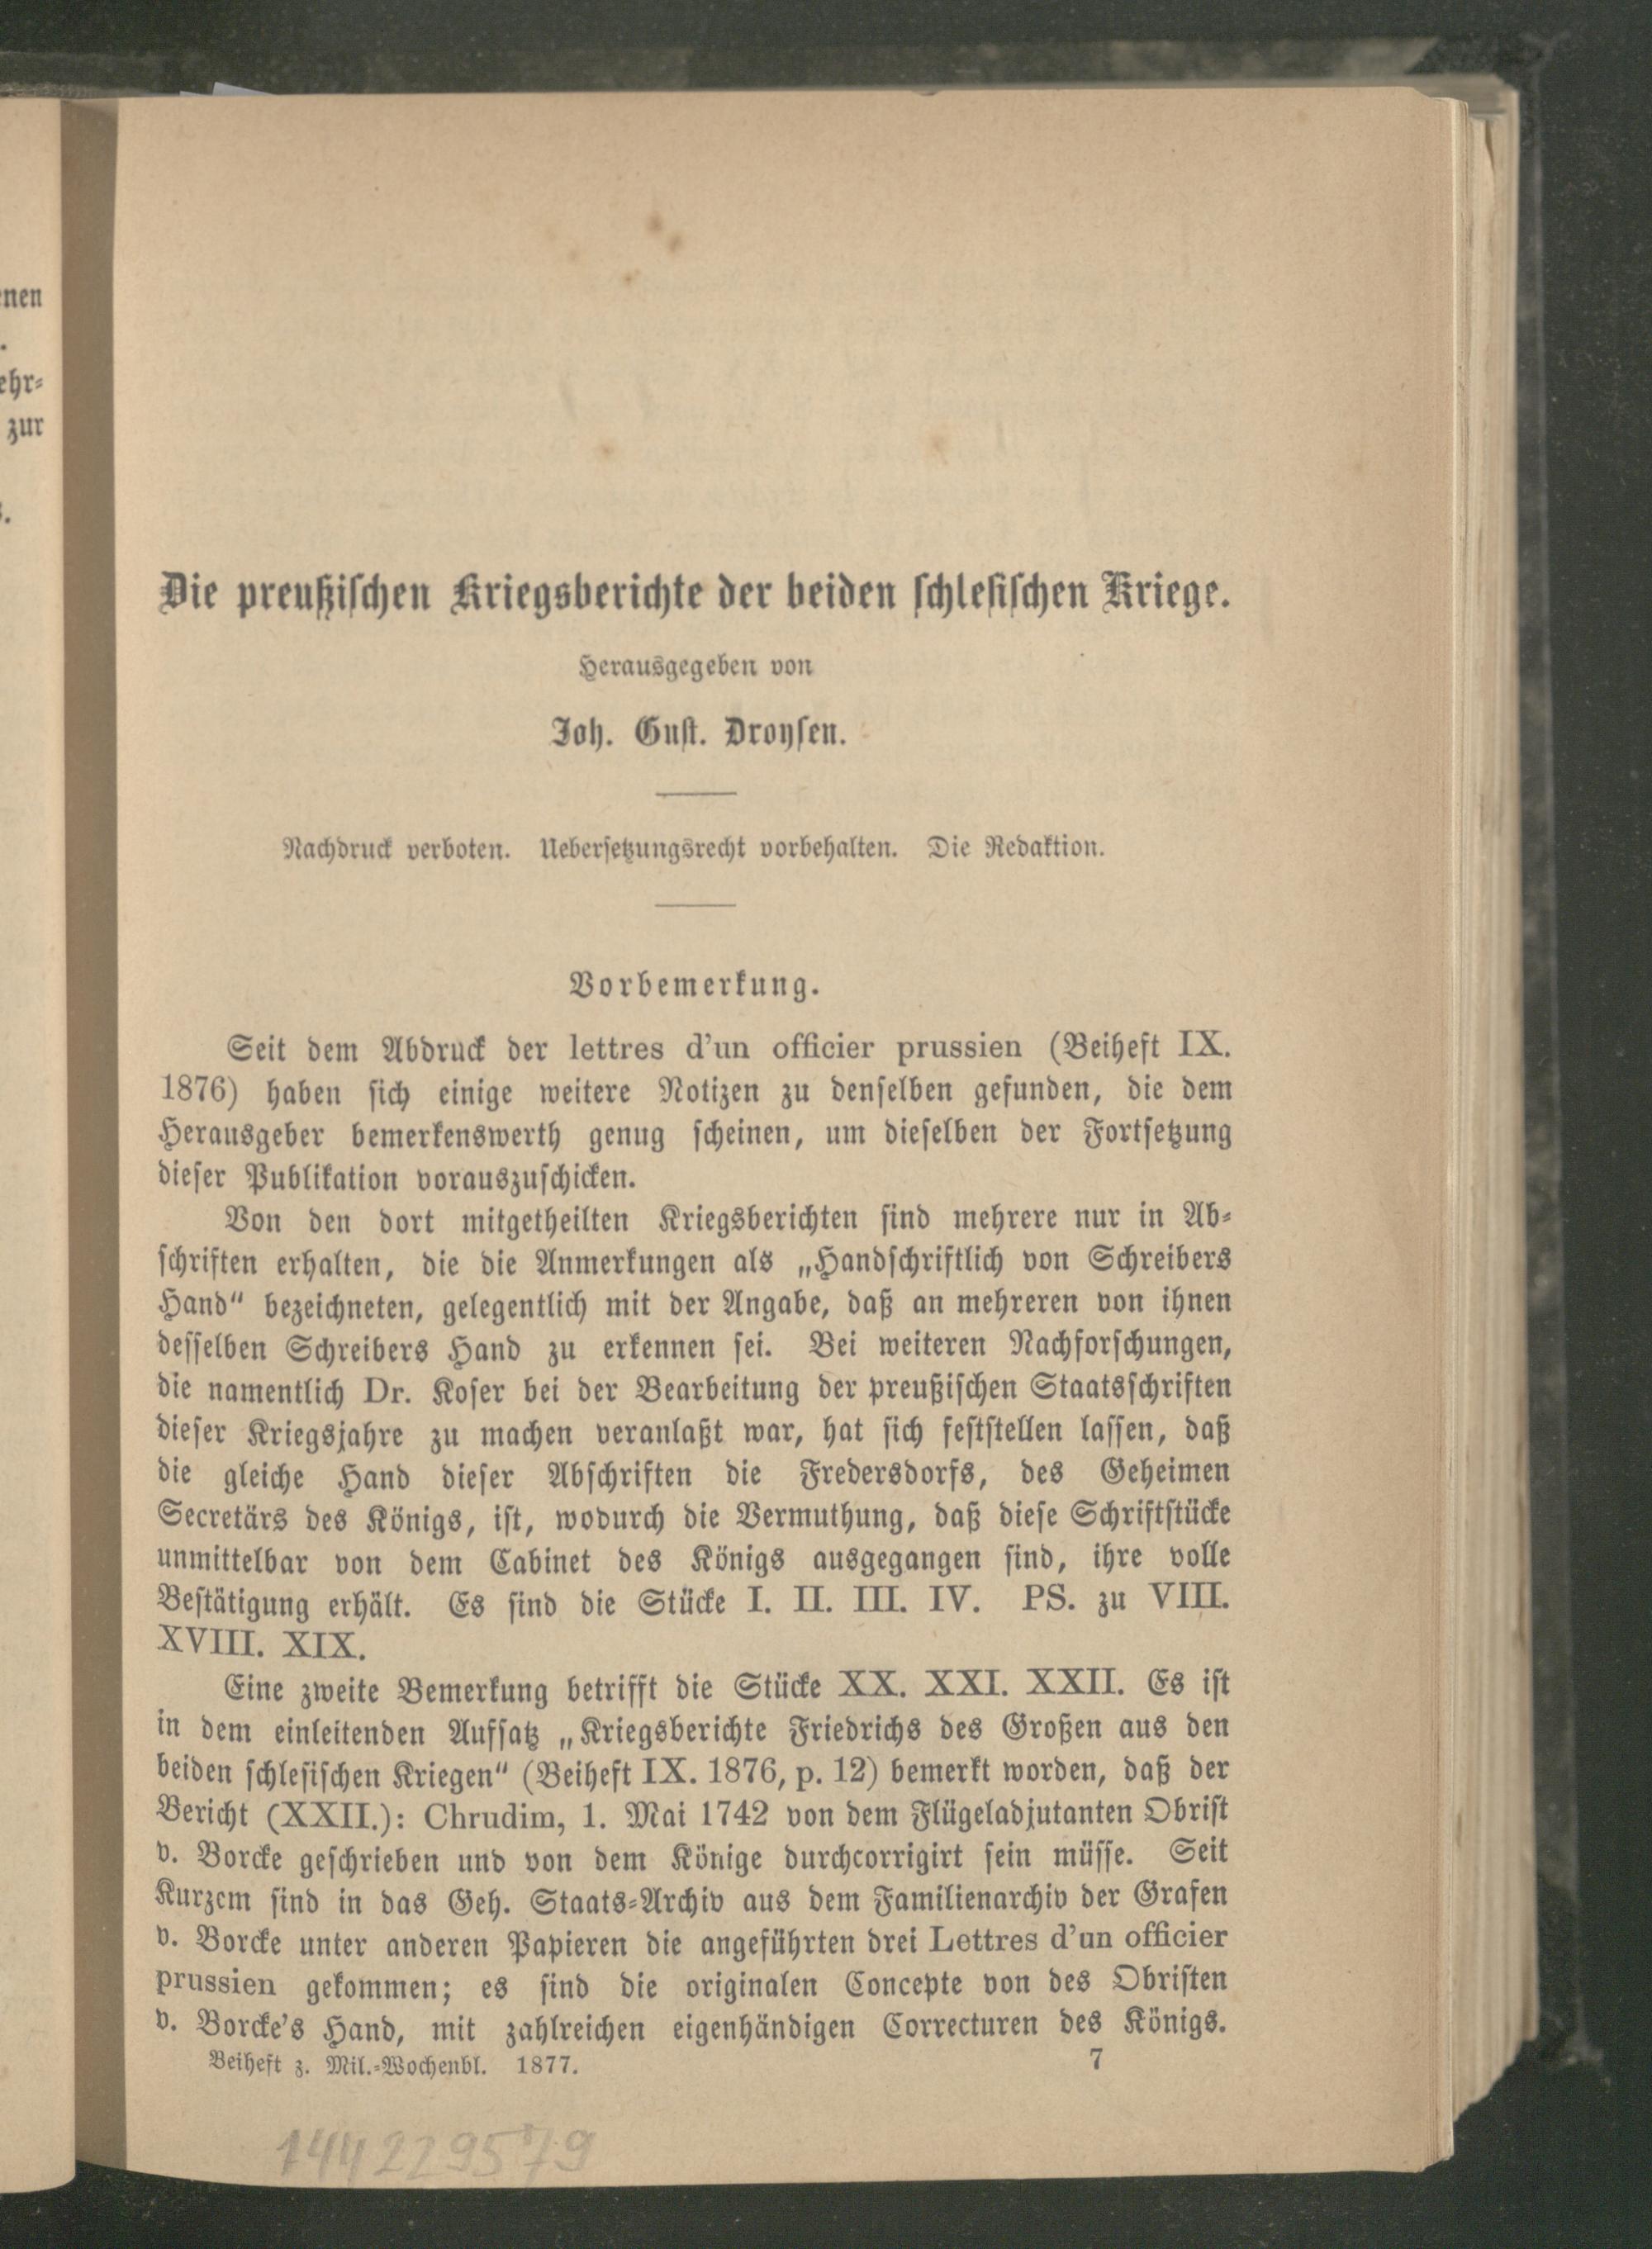 enen
ehr-
zur
Die preußischen Kriegsberichte der beiden schlesischen Kriege.
Herausgegeben von
Joh. Gust. Droysen.
Nachdruck verboten. Uebersetzungsrecht vorbehalten. Die Redaktion.
Vorbemerkung.
Seit dem Abdruck der lettres d'un officier prussien (Beiheft IX.
1876) haben sich einige weitere Notizen zu denselben gefunden, die dem
Herausgeber bemerkenswerth genug scheinen, um dieselben der Fortsetzung
dieser Publikation vorauszuschicken.
Von den dort mitgetheilten Kriegsberichten sind mehrere nur in Ab-
schriften erhalten, die die Anmerkungen als „Handschriftlich von Schreibers
Hand“ bezeichneten, gelegentlich mit der Angabe, daß an mehreren von ihnen
desselben Schreibers Hand zu erkennen sei. Bei weiteren Nachforschungen,
die namentlich Dr. Koser bei der Bearbeitung der preußischen Staatsschriften
dieser Kriegsjahre zu machen veranlaßt war, hat sich feststellen lassen, daß
die gleiche Hand dieser Abschriften die Fredersdorfs, des Geheimen
Secretärs des Königs, ist, wodurch die Vermuthung, daß diese Schriftstücke
unmittelbar von dem Cabinet des Königs ausgegangen sind, ihre volle
Bestätigung erhält. Es sind die Stücke I. II. III. IV. PS. zu VIII.
XVIII. XIX.
Eine zweite Bemerkung betrifft die Stücke XX. XXI. XXII. Es ist
in dem einleitenden Aufsatz „Kriegsberichte Friedrichs des Großen aus den
beiden schlesischen Kriegen“ (Beiheft IX. 1876, p. 12) bemerkt worden, daß der
Bericht (XXII.): Chrudim, 1. Mai 1742 von dem Flügeladjutanten Obrist
v. Borcke geschrieben und von dem Könige durchcorrigirt sein müsse. Seit
Kurzem sind in das Geh. Staats-Archiv aus dem Familienarchiv der Grafen
v. Borcke unter anderen Papieren die angeführten drei Lettres d'un officier
prussien gekommen; es sind die originalen Concepte von des Obristen
v. Borcke's Hand, mit zahlreichen eigenhändigen Correcturen des Königs.
Beiheft z. Mil.-Wochenbl. 1877. 7
144229579